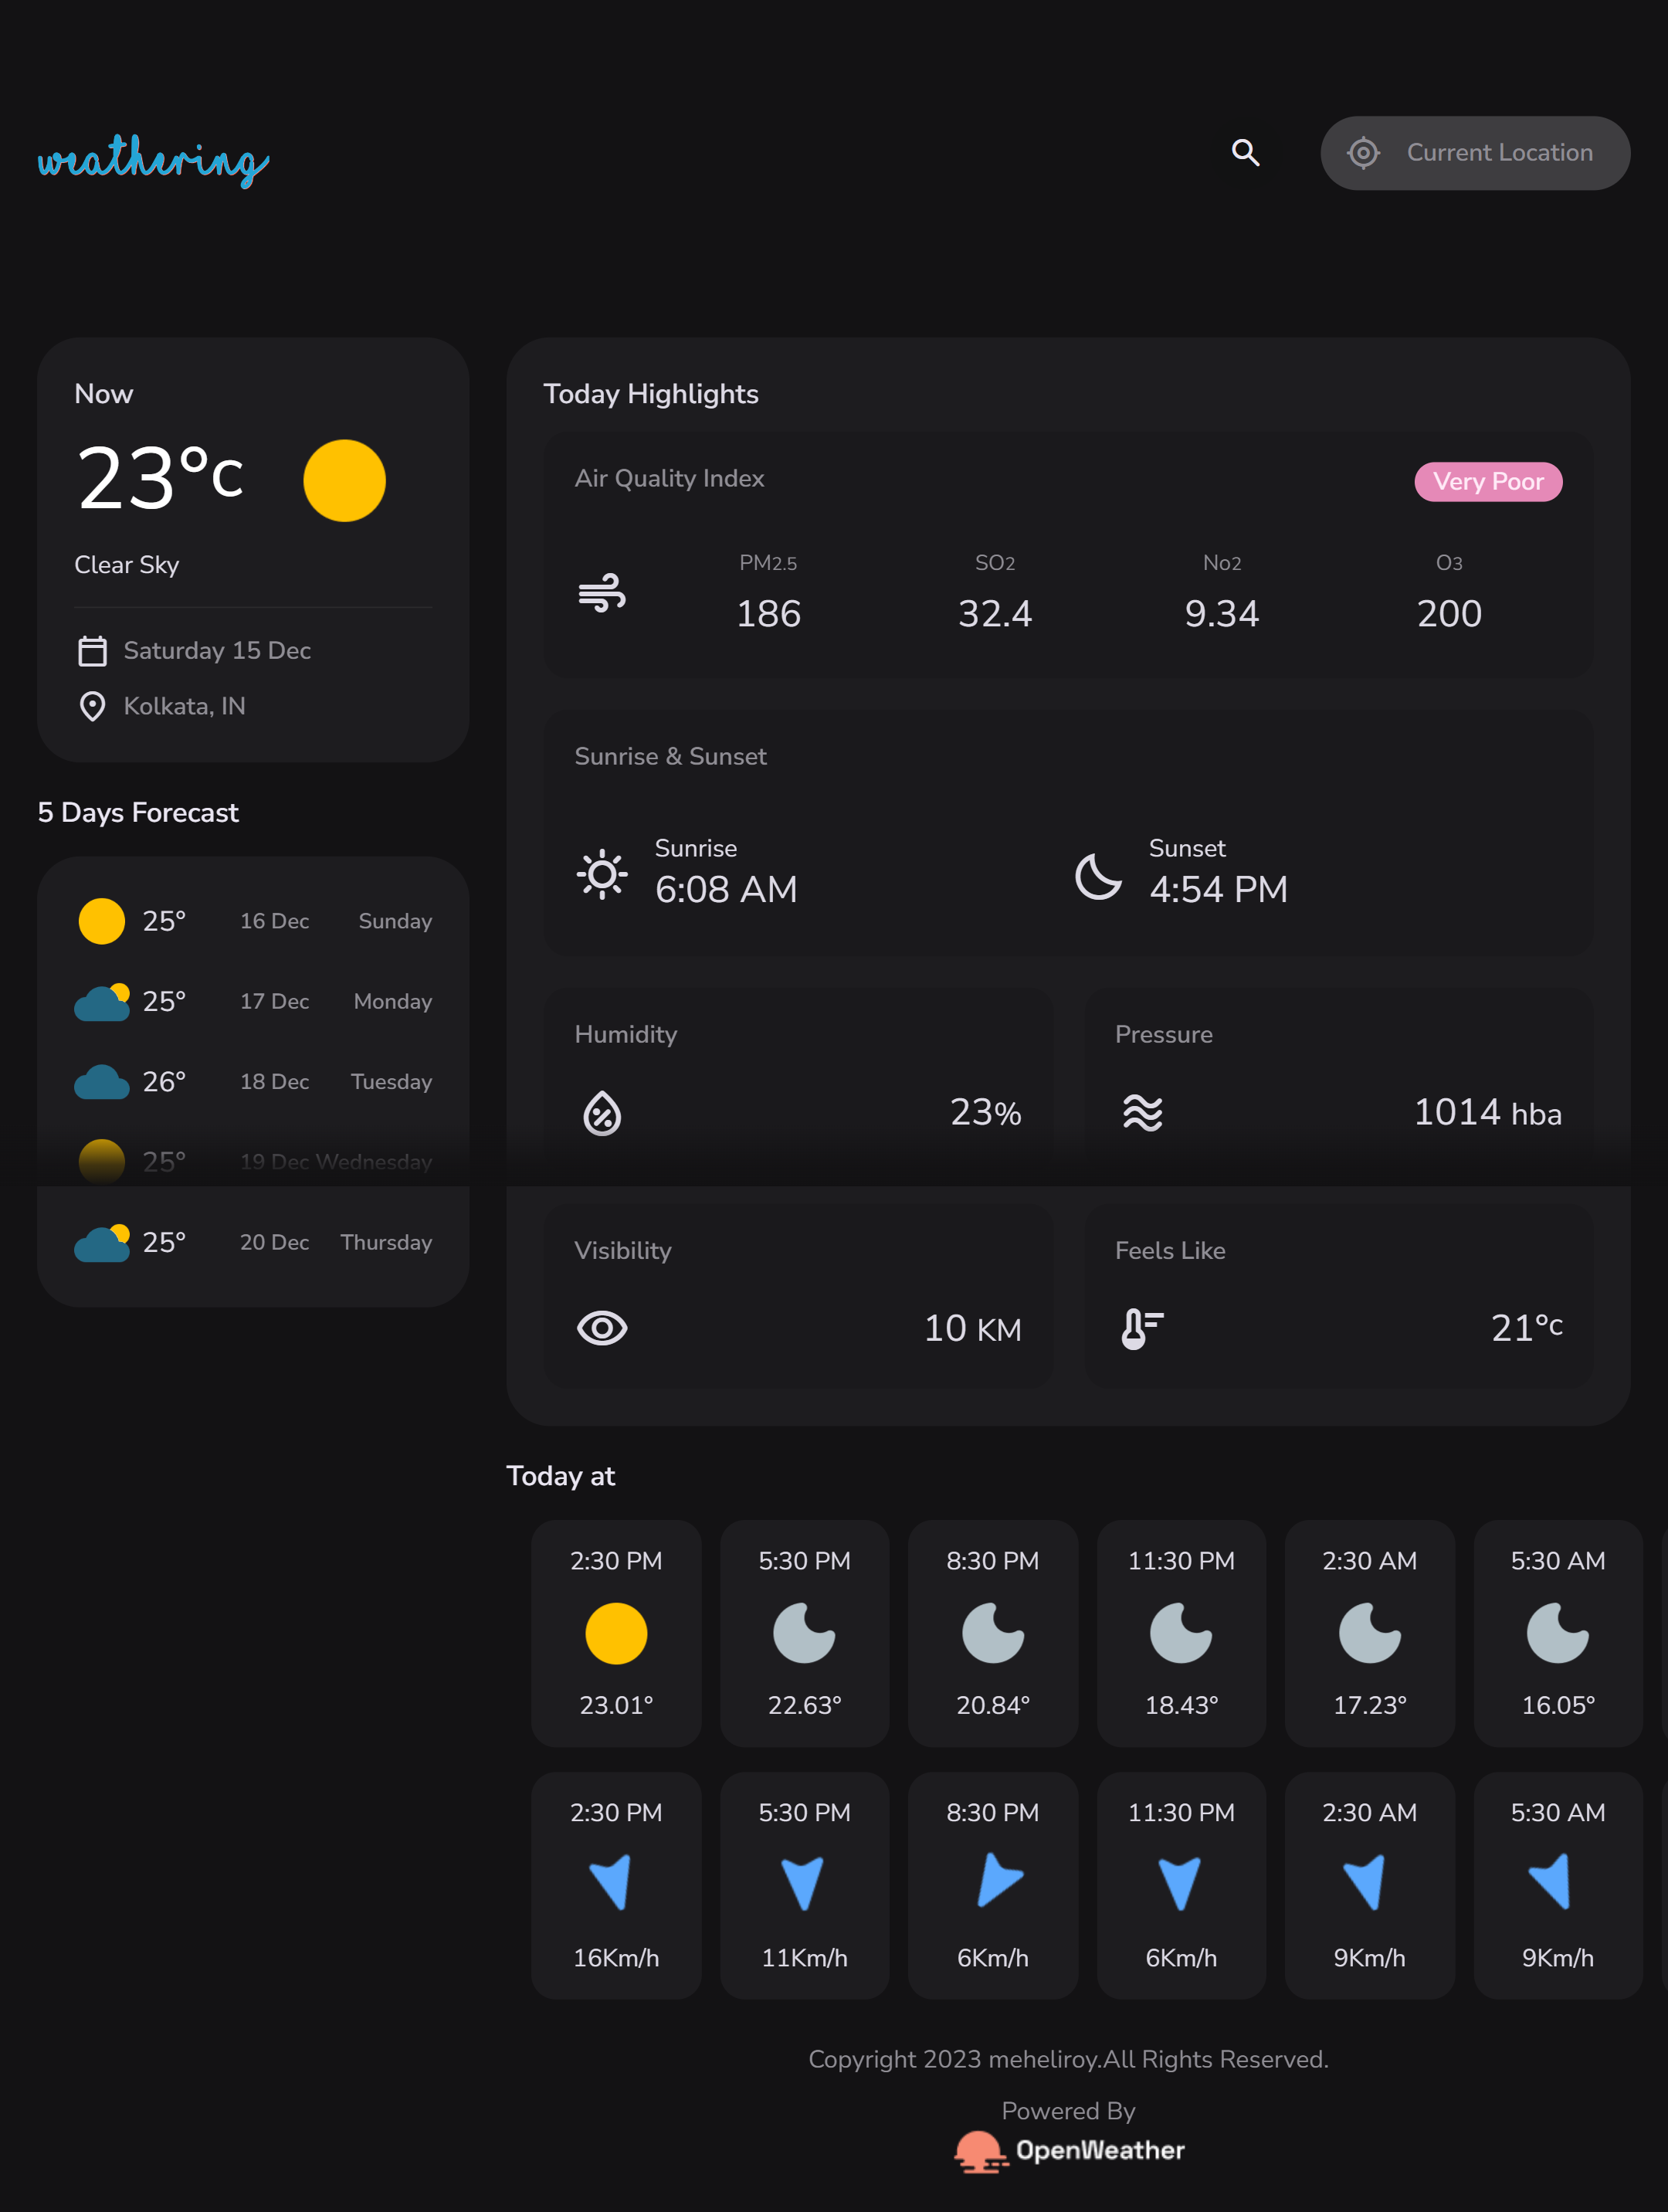 weathering
Current Location
Now
23°c
Clear Sky
Saturday 15 Dec
Kolkata, IN
5 Days Forecast
25° 16 Dec Sunday
25° 17 Dec Monday
26° 18 Dec Tuesday
25° 19 Dec Wednesday
25° 20 Dec Thursday
Today Highlights
Air Quality Index
Very Poor
PM2.5 SO2 No2 O3
186 32.4 9.34 200
Sunrise & Sunset
Sunrise
6:08 AM
Sunset
4:54 PM
Humidity
23%
Pressure
1014 hba
Visibility
10 KM
Feels Like
21°c
Today at
2:30 PM 5:30 PM 8:30 PM 11:30 PM 2:30 AM 5:30 AM
23.01° 22.63° 20.84° 18.43° 17.23° 16.05°
2:30 PM 5:30 PM 8:30 PM 11:30 PM 2:30 AM 5:30 AM
16Km/h 11Km/h 6Km/h 6Km/h 9Km/h 9Km/h
Copyright 2023 meheliroy.All Rights Reserved.
Powered By
OpenWeather